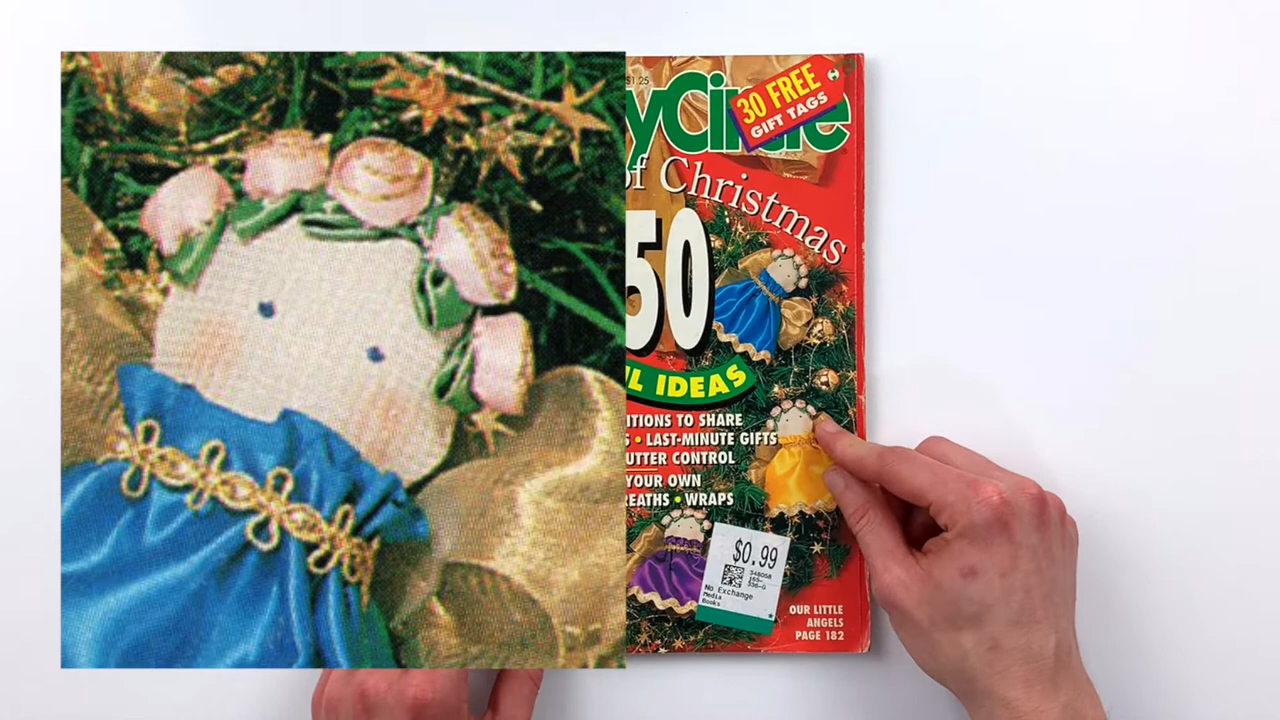 $1.25
yCircle
30 FREE
GIFT TAGS
of Christmas
50
L IDEAS
ITIONS TO SHARE
S • LAST-MINUTE GIFTS
UTTER CONTROL
YOUR OWN
EATHS • WRAPS
$0.99
No Exchange
Media
Books
OUR LITTLE
ANGELS
PAGE 182